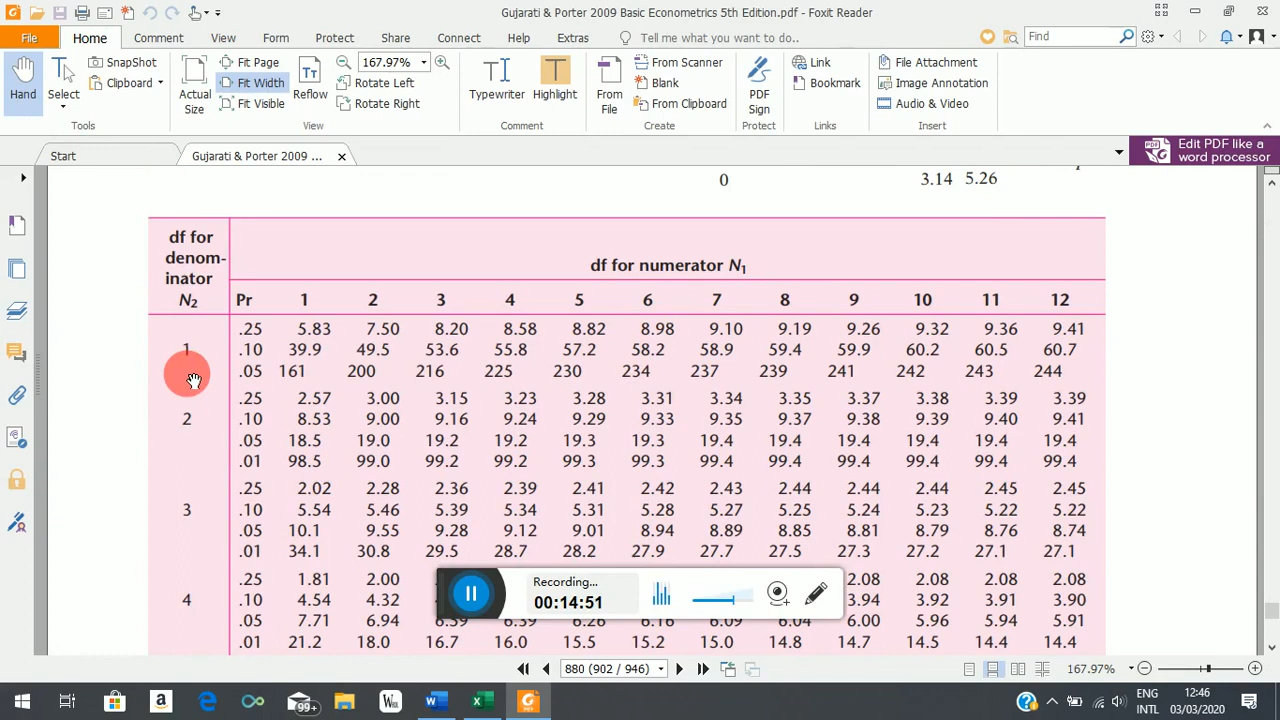 Gujarati & Porter 2009 Basic Econometrics 5th Edition.pdf - Foxit Reader
File Home Comment View Form Protect Share Connect Help Extras Tell me what you want to do... Find
Hand Select SnapShot Clipboard Actual Size Fit Page Fit Width Fit Visible Reflow 167.97% Rotate Left Rotate Right Typewriter Highlight From File From Scanner Blank From Clipboard PDF Sign Link Bookmark File Attachment Image Annotation Audio & Video
Tools View Comment Create Protect Links Insert
Start Gujarati & Porter 2009 ... Edit PDF like a word processor
0 3.14 5.26
df for denom-inator N2 df for numerator N1
Pr 1 2 3 4 5 6 7 8 9 10 11 12
.25 5.83 7.50 8.20 8.58 8.82 8.98 9.10 9.19 9.26 9.32 9.36 9.41
1 .10 39.9 49.5 53.6 55.8 57.2 58.2 58.9 59.4 59.9 60.2 60.5 60.7
.05 161 200 216 225 230 234 237 239 241 242 243 244
.25 2.57 3.00 3.15 3.23 3.28 3.31 3.34 3.35 3.37 3.38 3.39 3.39
2 .10 8.53 9.00 9.16 9.24 9.29 9.33 9.35 9.37 9.38 9.39 9.40 9.41
.05 18.5 19.0 19.2 19.2 19.3 19.3 19.4 19.4 19.4 19.4 19.4 19.4
.01 98.5 99.0 99.2 99.2 99.3 99.3 99.4 99.4 99.4 99.4 99.4 99.4
.25 2.02 2.28 2.36 2.39 2.41 2.42 2.43 2.44 2.44 2.44 2.45 2.45
3 .10 5.54 5.46 5.39 5.34 5.31 5.28 5.27 5.25 5.24 5.23 5.22 5.22
.05 10.1 9.55 9.28 9.12 9.01 8.94 8.89 8.85 8.81 8.79 8.76 8.74
.01 34.1 30.8 29.5 28.7 28.2 27.9 27.7 27.5 27.3 27.2 27.1 27.1
.25 1.81 2.00 2.08 2.08 2.08 2.08
4 .10 4.54 4.32 3.94 3.92 3.91 3.90
.05 7.71 6.94 6.00 5.96 5.94 5.91
.01 21.2 18.0 16.7 16.0 15.5 15.2 15.0 14.8 14.7 14.5 14.4 14.4
Recording...
00:14:51
880 (902 / 946) 167.97%
99+ ENG INTL 12:46 03/03/2020